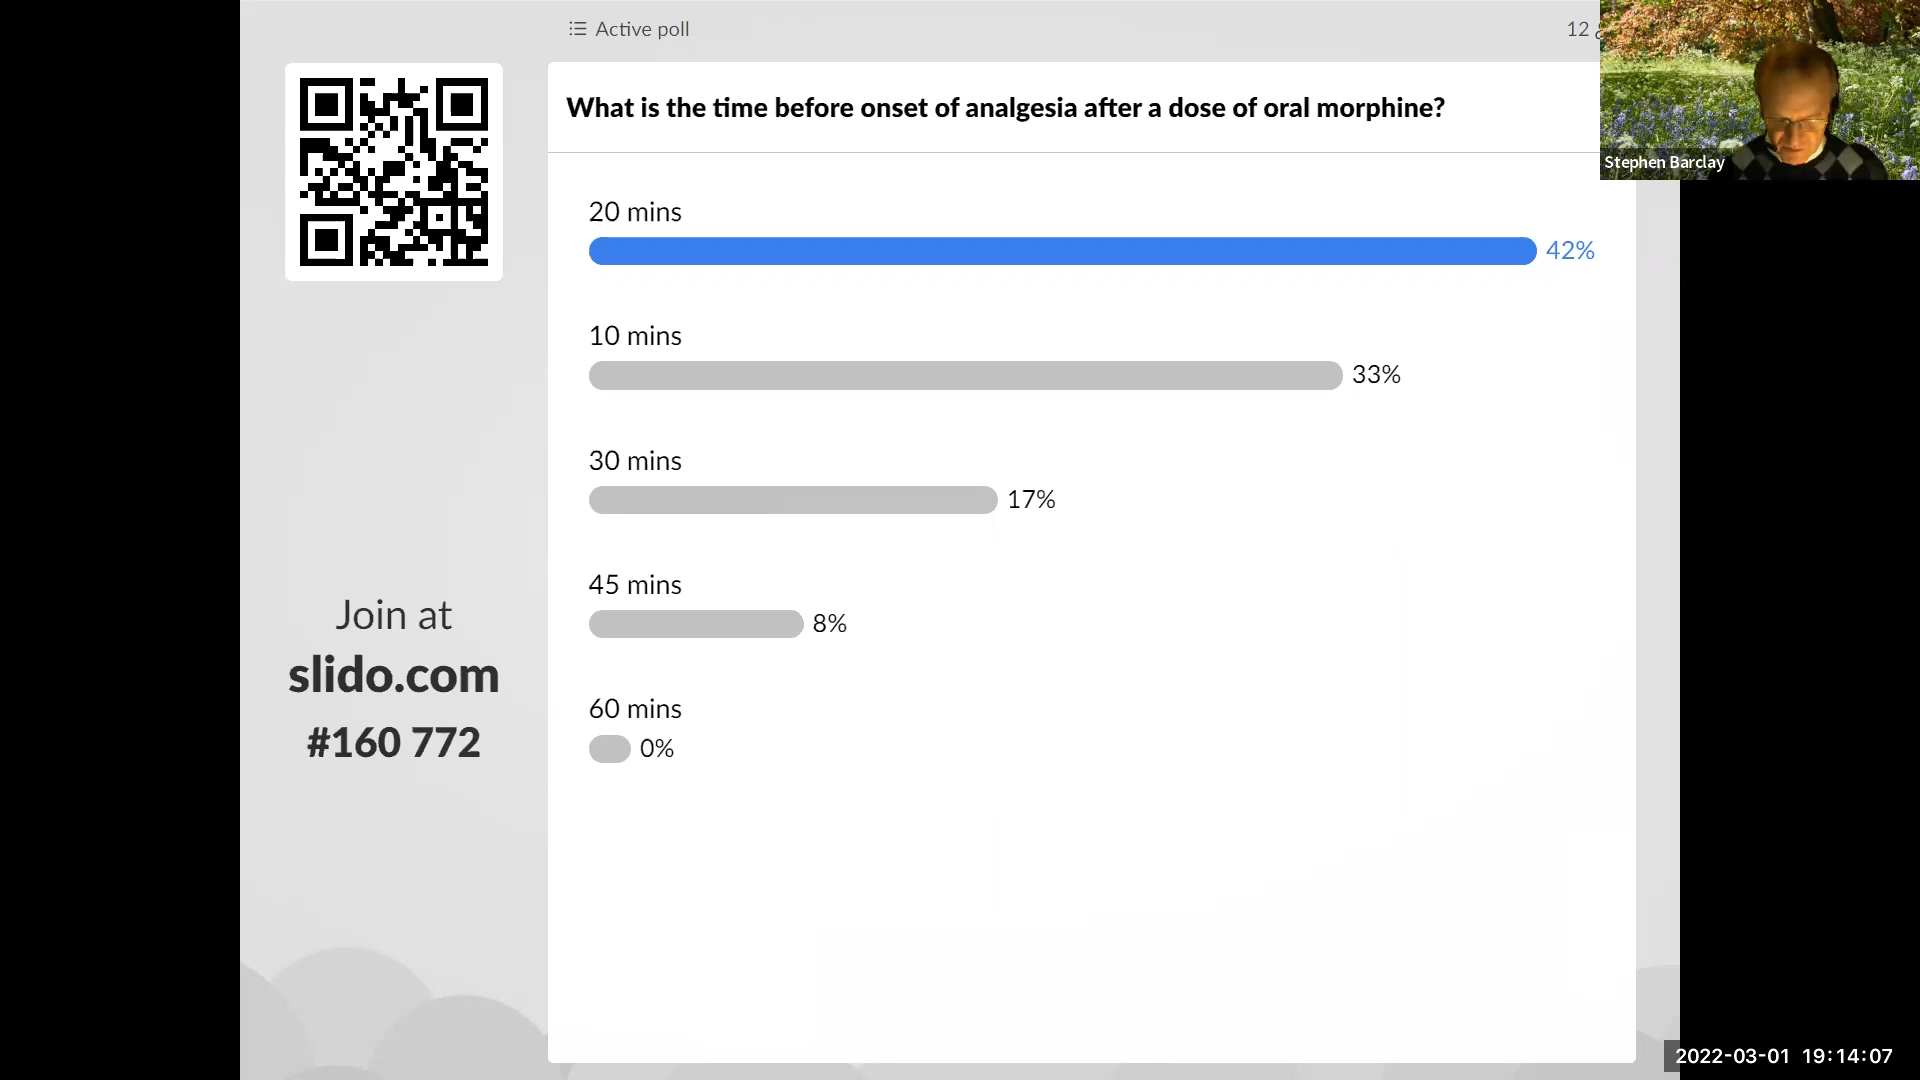 Active poll
12
What is the time before onset of analgesia after a dose of oral morphine?
Stephen Barclay
20 mins
42%
10 mins
33%
30 mins
17%
45 mins
8%
60 mins
0%
Join at
slido.com
#160 772
2022-03-01 19:14:07